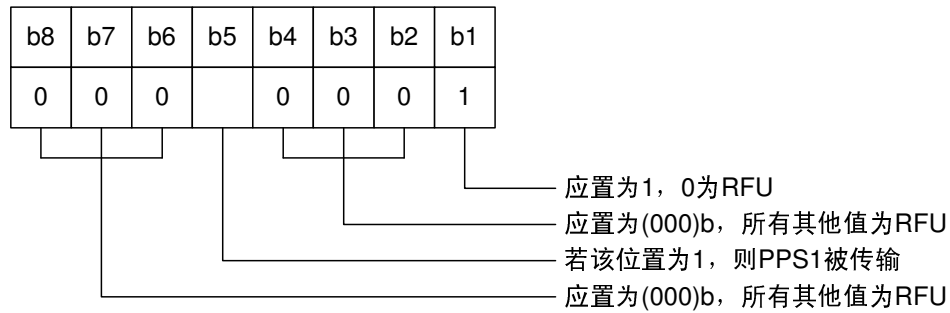 b8 b7 b6 b5 b4 b3 b2 b1
0 0 0 0 0 0 1
应置为1，0为RFU
应置为(000)b，所有其他值为RFU
若该位置为1，则PPS1被传输
应置为(000)b，所有其他值为RFU